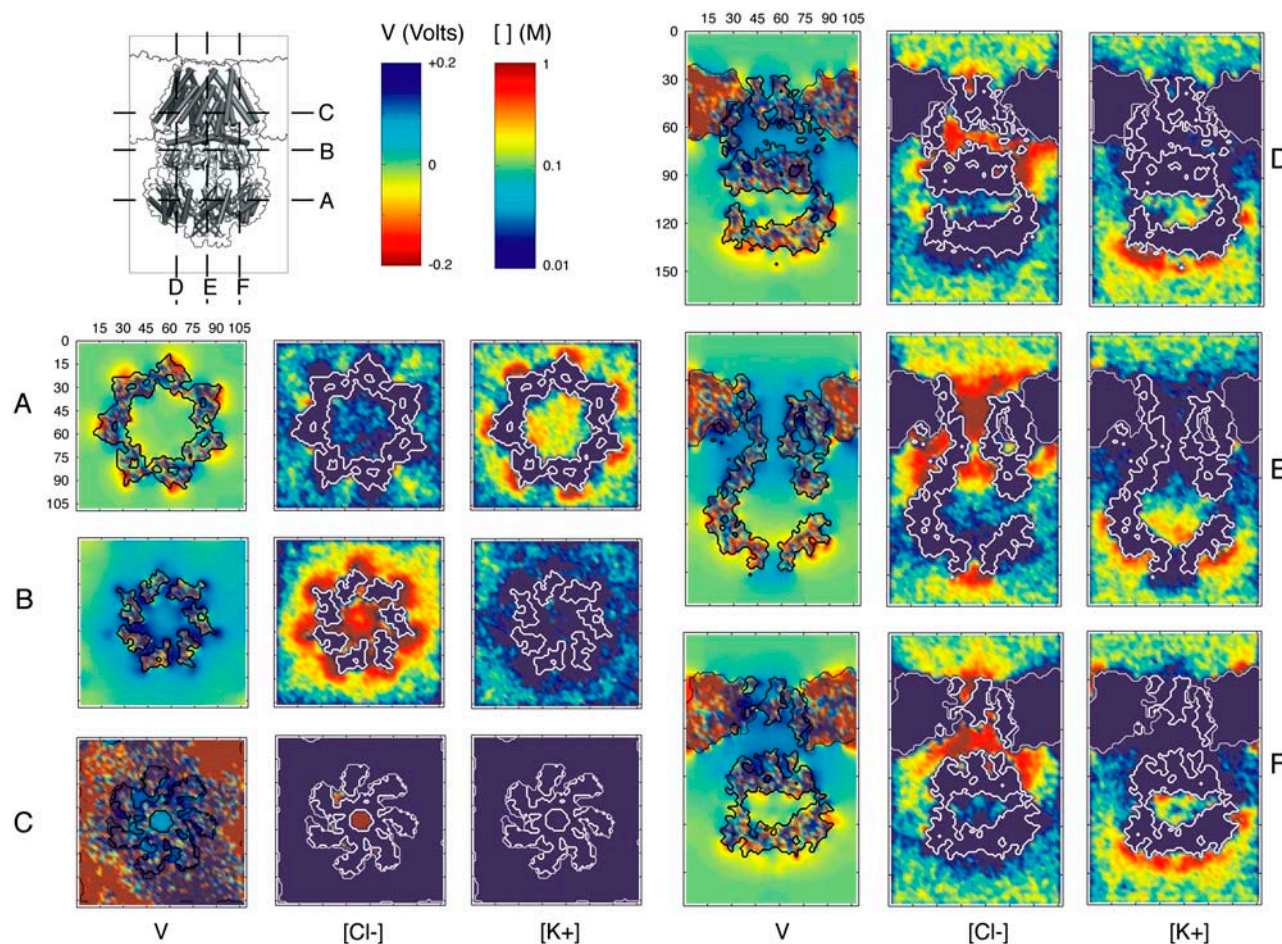 V (Volts) [ ] (M)
+0.2 1
0 0.1
-0.2 0.01
C
B
A
D E F
15 30 45 60 75 90 105
0
15
30
45
60
75
90
105
A
B
C
V [Cl-] [K+]
15 30 45 60 75 90 105
0
30
60
90
120
150
D
E
F
V [Cl-] [K+]